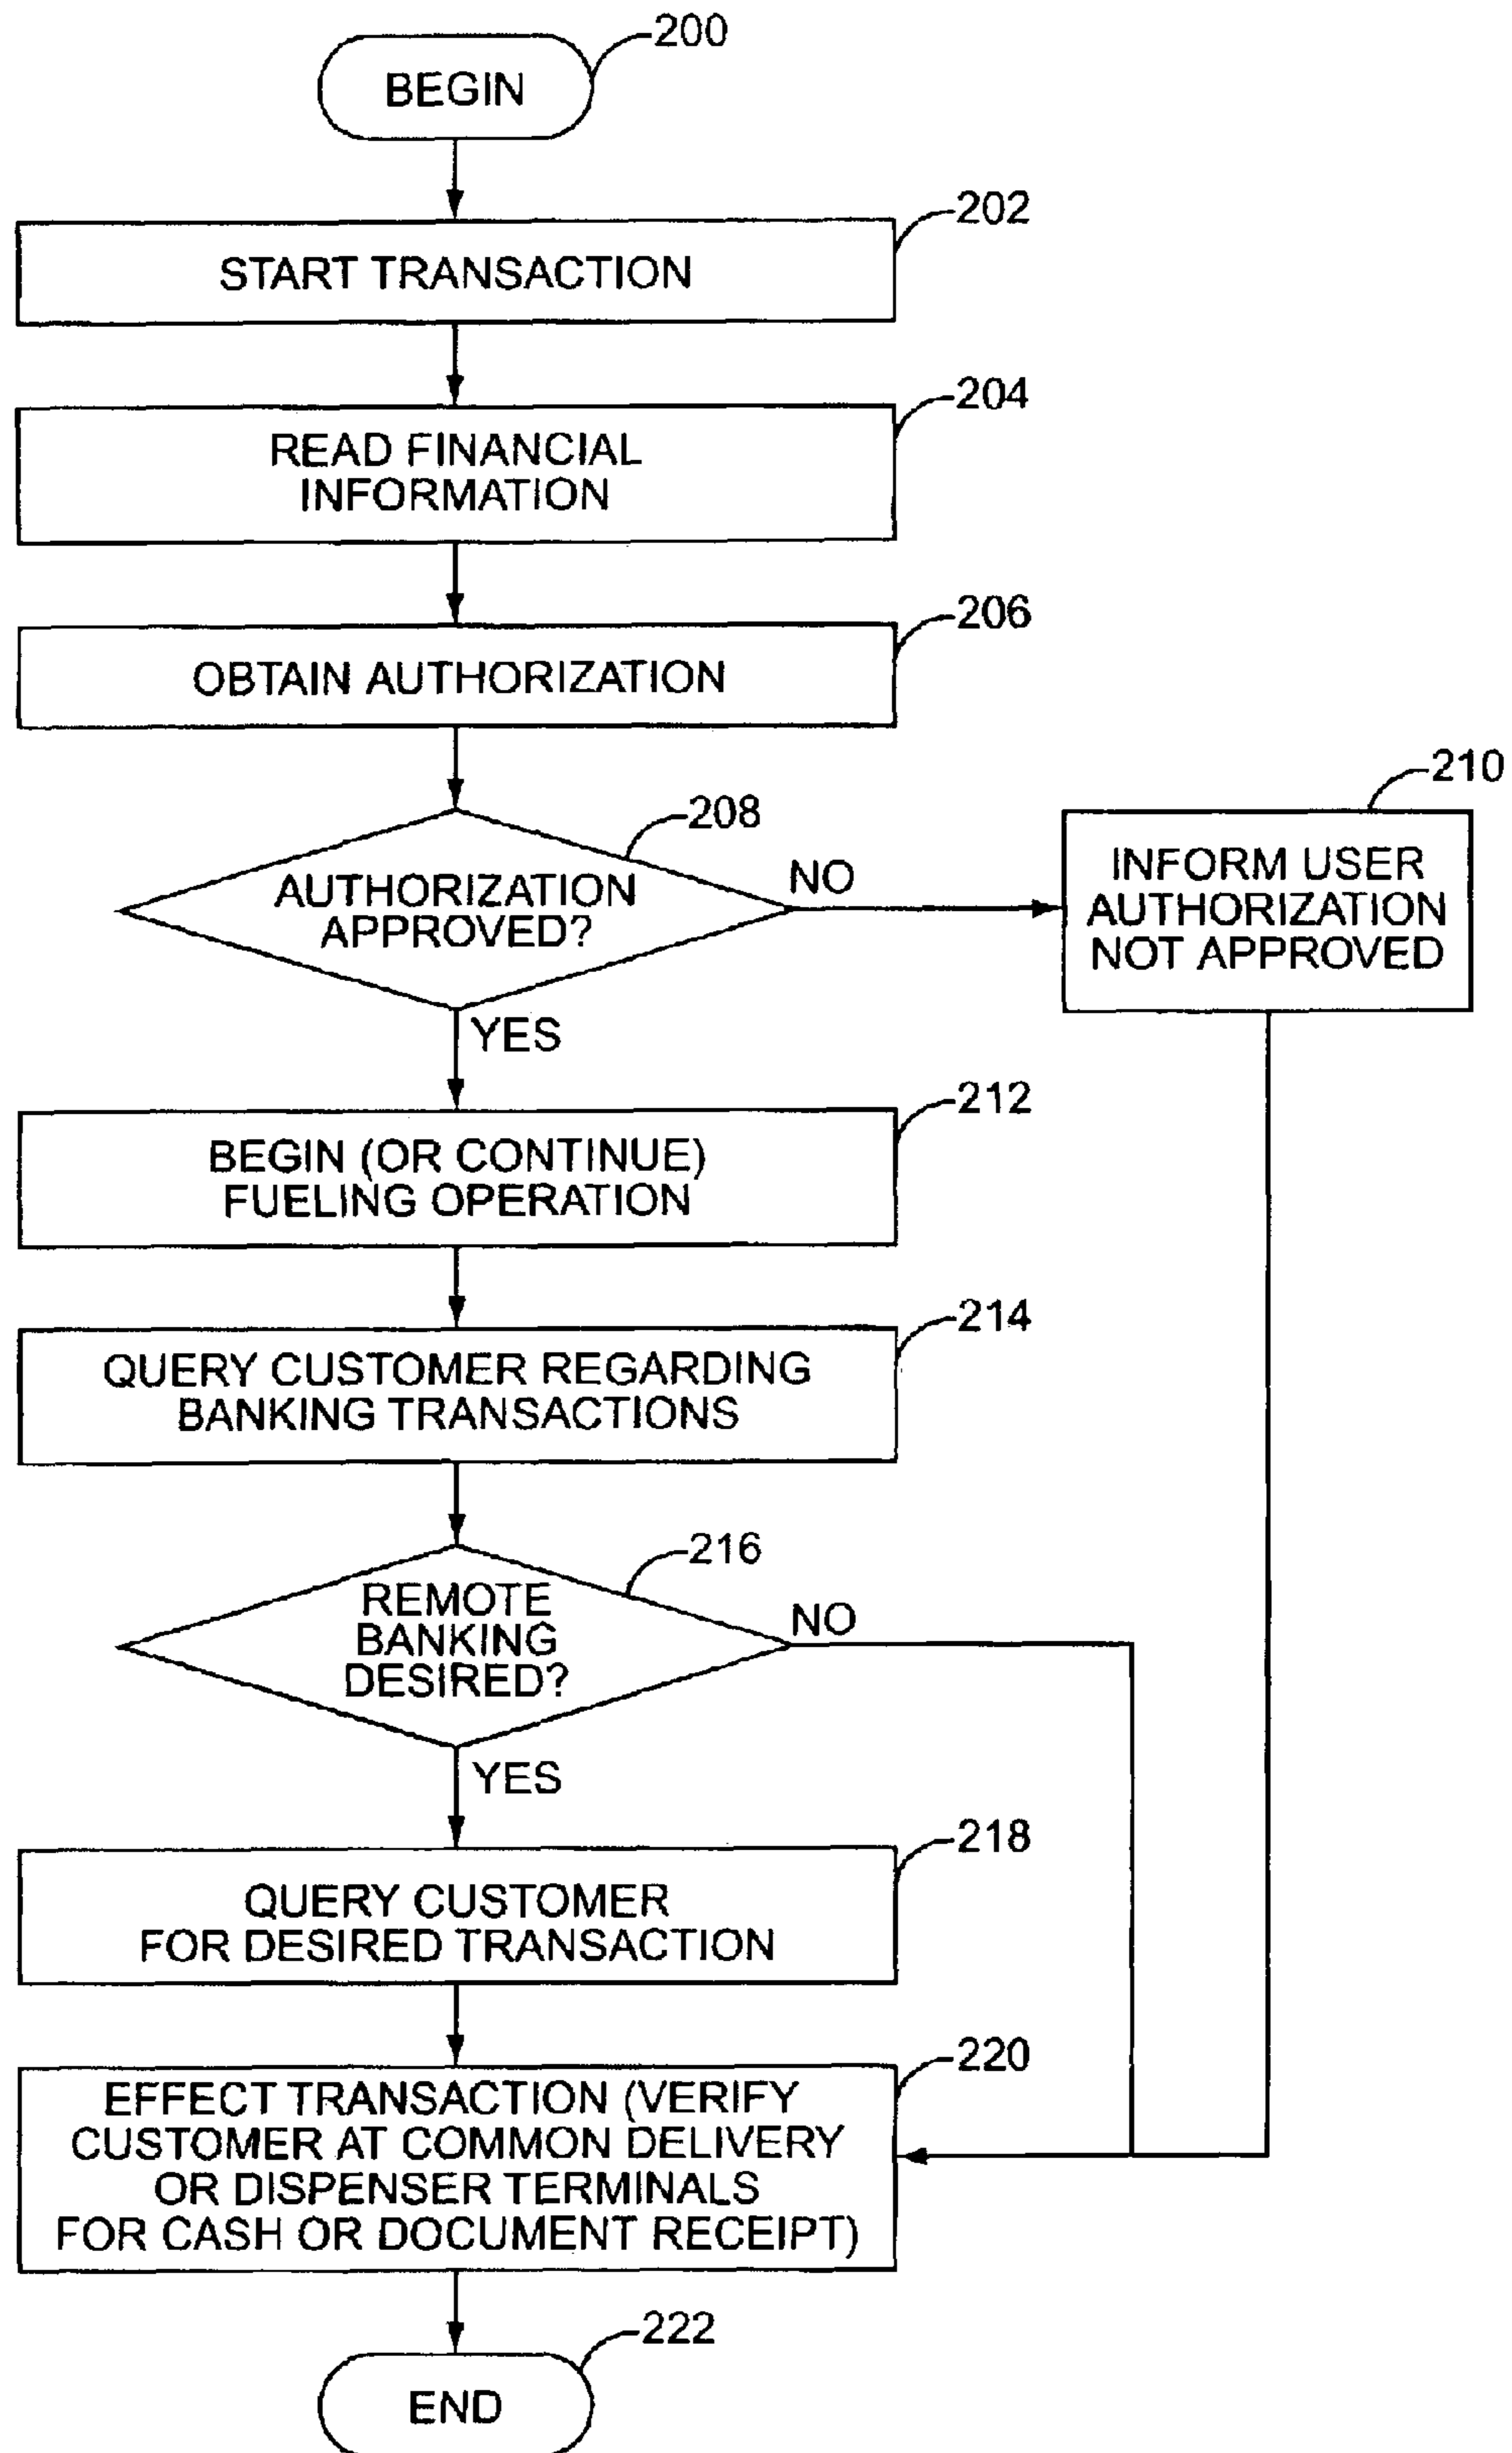 200
BEGIN
202
START TRANSACTION
204
READ FINANCIAL
INFORMATION
206
OBTAIN AUTHORIZATION
208
AUTHORIZATION
APPROVED?
NO
210
INFORM USER
AUTHORIZATION
NOT APPROVED
YES
212
BEGIN (OR CONTINUE)
FUELING OPERATION
214
QUERY CUSTOMER REGARDING
BANKING TRANSACTIONS
216
REMOTE
BANKING
DESIRED?
NO
YES
218
QUERY CUSTOMER
FOR DESIRED TRANSACTION
220
EFFECT TRANSACTION (VERIFY
CUSTOMER AT COMMON DELIVERY
OR DISPENSER TERMINALS
FOR CASH OR DOCUMENT RECEIPT)
222
END